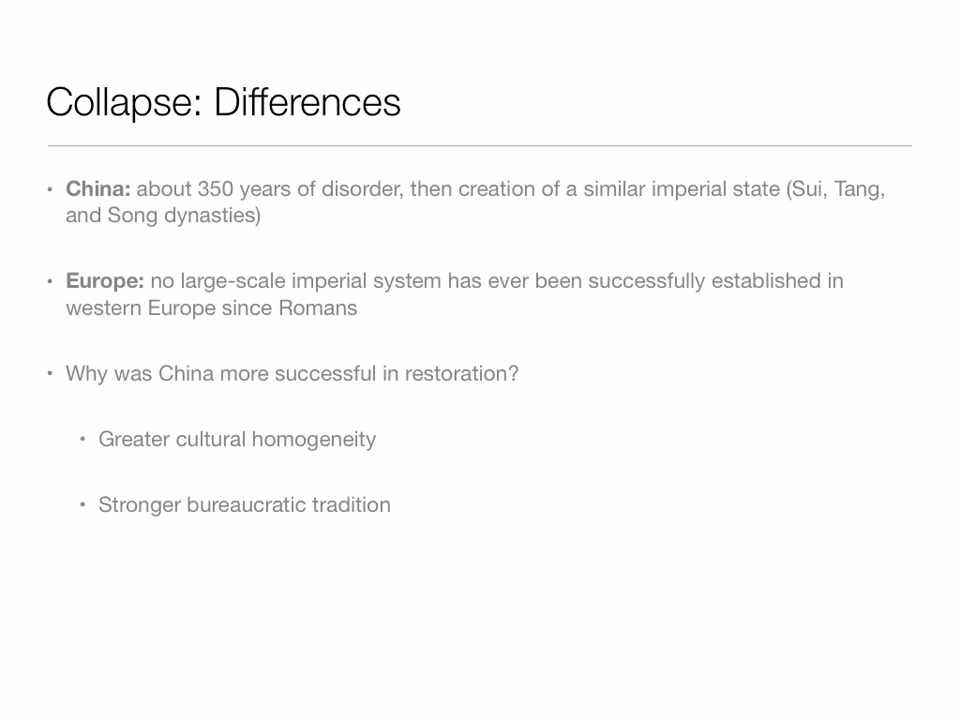 Collapse: Differences
• China: about 350 years of disorder, then creation of a similar imperial state (Sui, Tang,
and Song dynasties)
• Europe: no large-scale imperial system has ever been successfully established in
western Europe since Romans
• Why was China more successful in restoration?
• Greater cultural homogeneity
• Stronger bureaucratic tradition